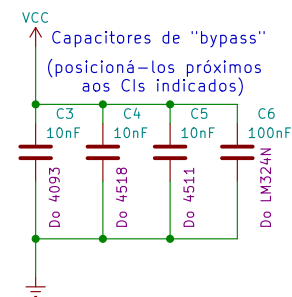 VCC
Capacitores de "bypass"
(posicioná-los próximos
aos CIs indicados)
C3
10nF
Do 4093
C4
10nF
Do 4518
C5
10nF
Do 4511
C6
100nF
Do LM324N